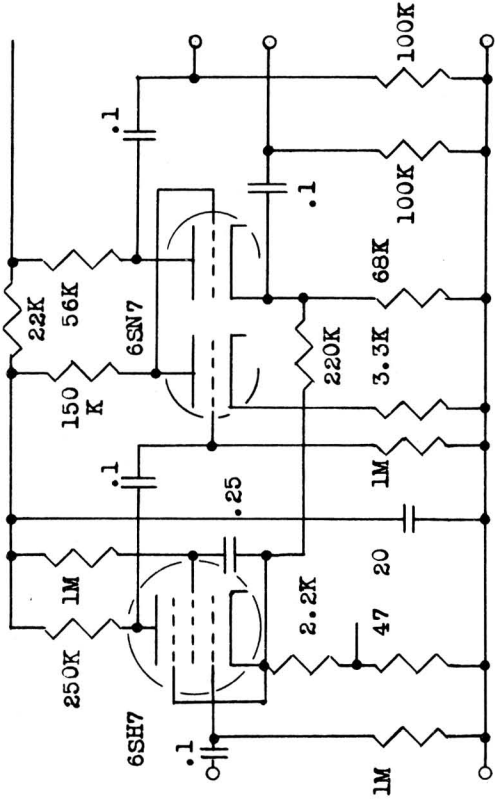 22K
56K
150
K
.1
6SN7
.1
1M
250K
6SH7
.1
.25
.1
220K
2.2K
1M
47
20
1M
3.3K
68K
100K
100K